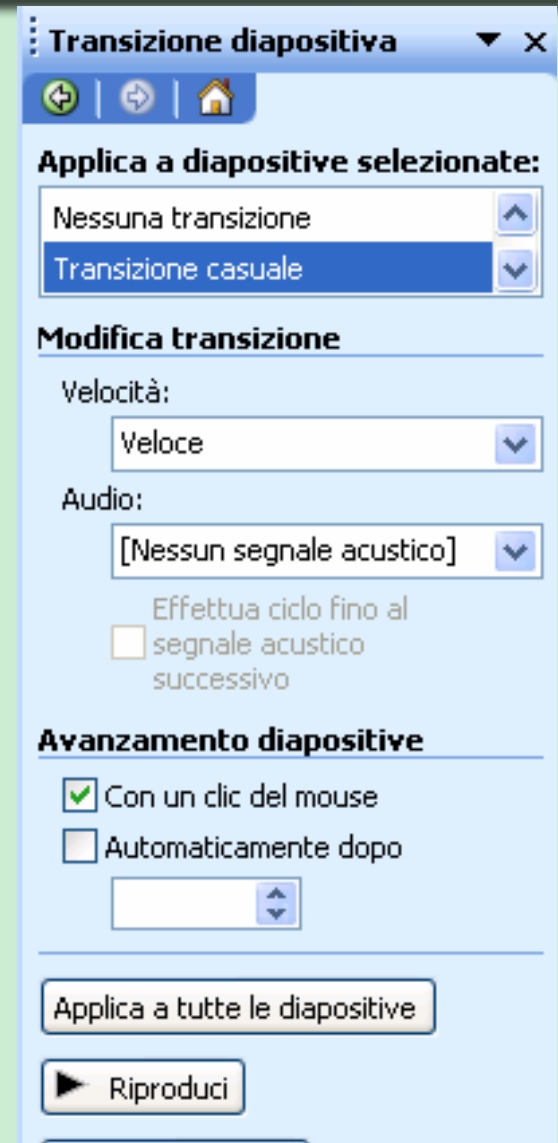 Transizione diapositiva
Applica a diapositive selezionate:
Nessuna transizione
Transizione casuale
Modifica transizione
Velocità:
Veloce
Audio:
[Nessun segnale acustico]
Effettua ciclo fino al
segnale acustico
successivo
Avanzamento diapositive
Con un clic del mouse
Automaticamente dopo
Applica a tutte le diapositive
Riproduci